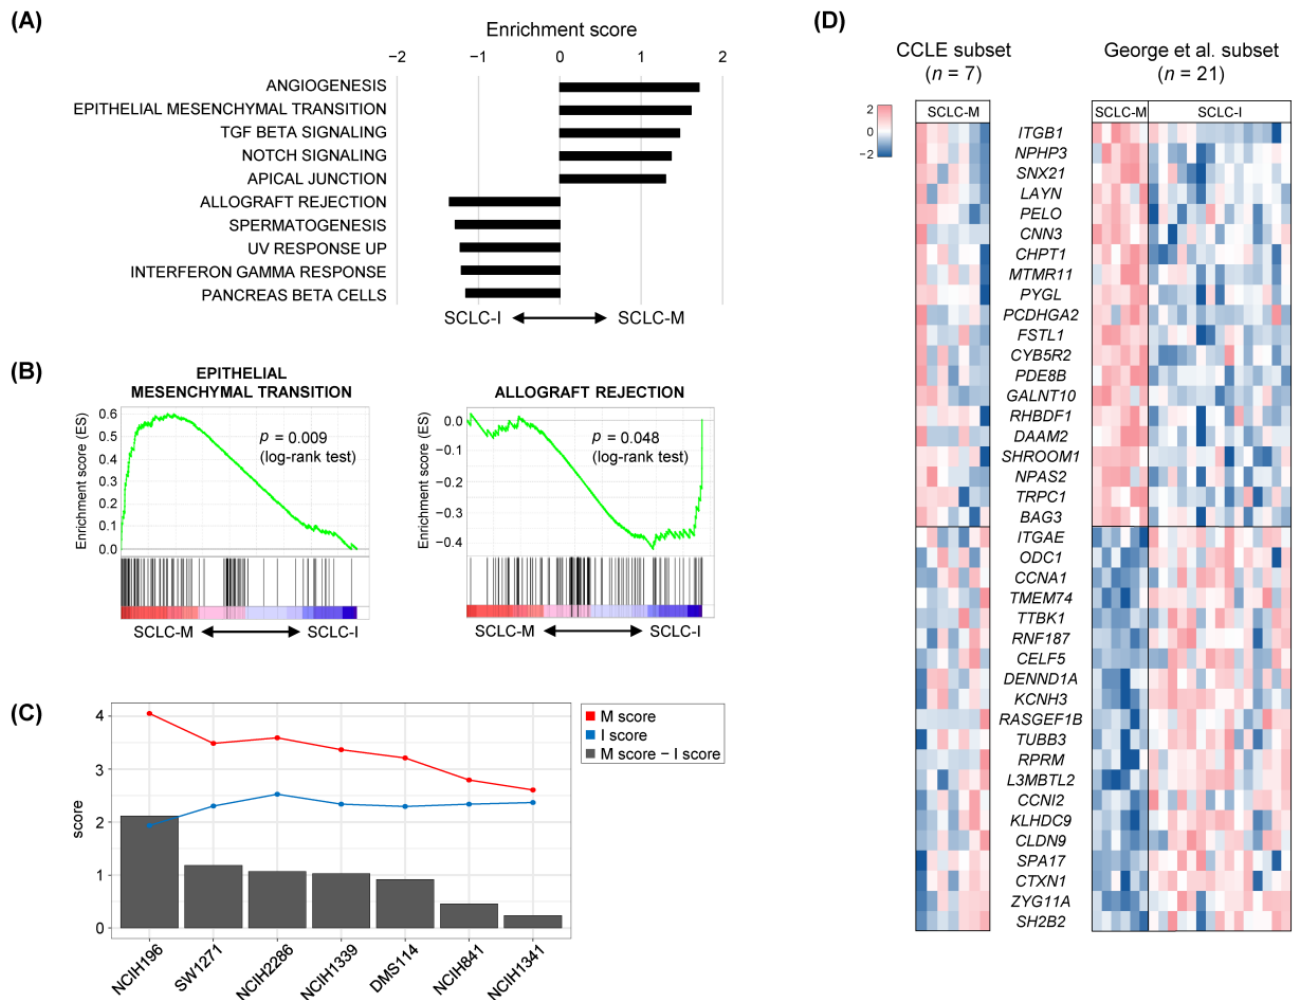 (A)
Enrichment score
−2 −1 0 1 2
ANGIOGENESIS
EPITHELIAL MESENCHYMAL TRANSITION
TGF BETA SIGNALING
NOTCH SIGNALING
APICAL JUNCTION
ALLOGRAFT REJECTION
SPERMATOGENESIS
UV RESPONSE UP
INTERFERON GAMMA RESPONSE
PANCREAS BETA CELLS
SCLC-I SCLC-M
(B)
EPITHELIAL
MESENCHYMAL TRANSITION
Enrichment score (ES)
0.6
0.5
0.4
0.3
0.2
0.1
0.0
p = 0.009
(log-rank test)
SCLC-M SCLC-I
ALLOGRAFT REJECTION
Enrichment score (ES)
0.0
−0.1
−0.2
−0.3
−0.4
p = 0.048
(log-rank test)
SCLC-M SCLC-I
(C)
score
4
3
2
1
0
NCIH196
SW1271
NCIH2286
NCIH1339
DMS114
NCIH841
NCIH1341
M score
I score
M score − I score
(D)
CCLE subset
(n = 7)
George et al. subset
(n = 21)
2
0
−2
SCLC-M
SCLC-M SCLC-I
ITGB1
NPHP3
SNX21
LAYN
PELO
CNN3
CHPT1
MTMR11
PYGL
PCDHGA2
FSTL1
CYB5R2
PDE8B
GALNT10
RHBDF1
DAAM2
SHROOM1
NPAS2
TRPC1
BAG3
ITGAE
ODC1
CCNA1
TMEM74
TTBK1
RNF187
CELF5
DENND1A
KCNH3
RASGEF1B
TUBB3
RPRM
L3MBTL2
CCNI2
KLHDC9
CLDN9
SPA17
CTXN1
ZYG11A
SH2B2